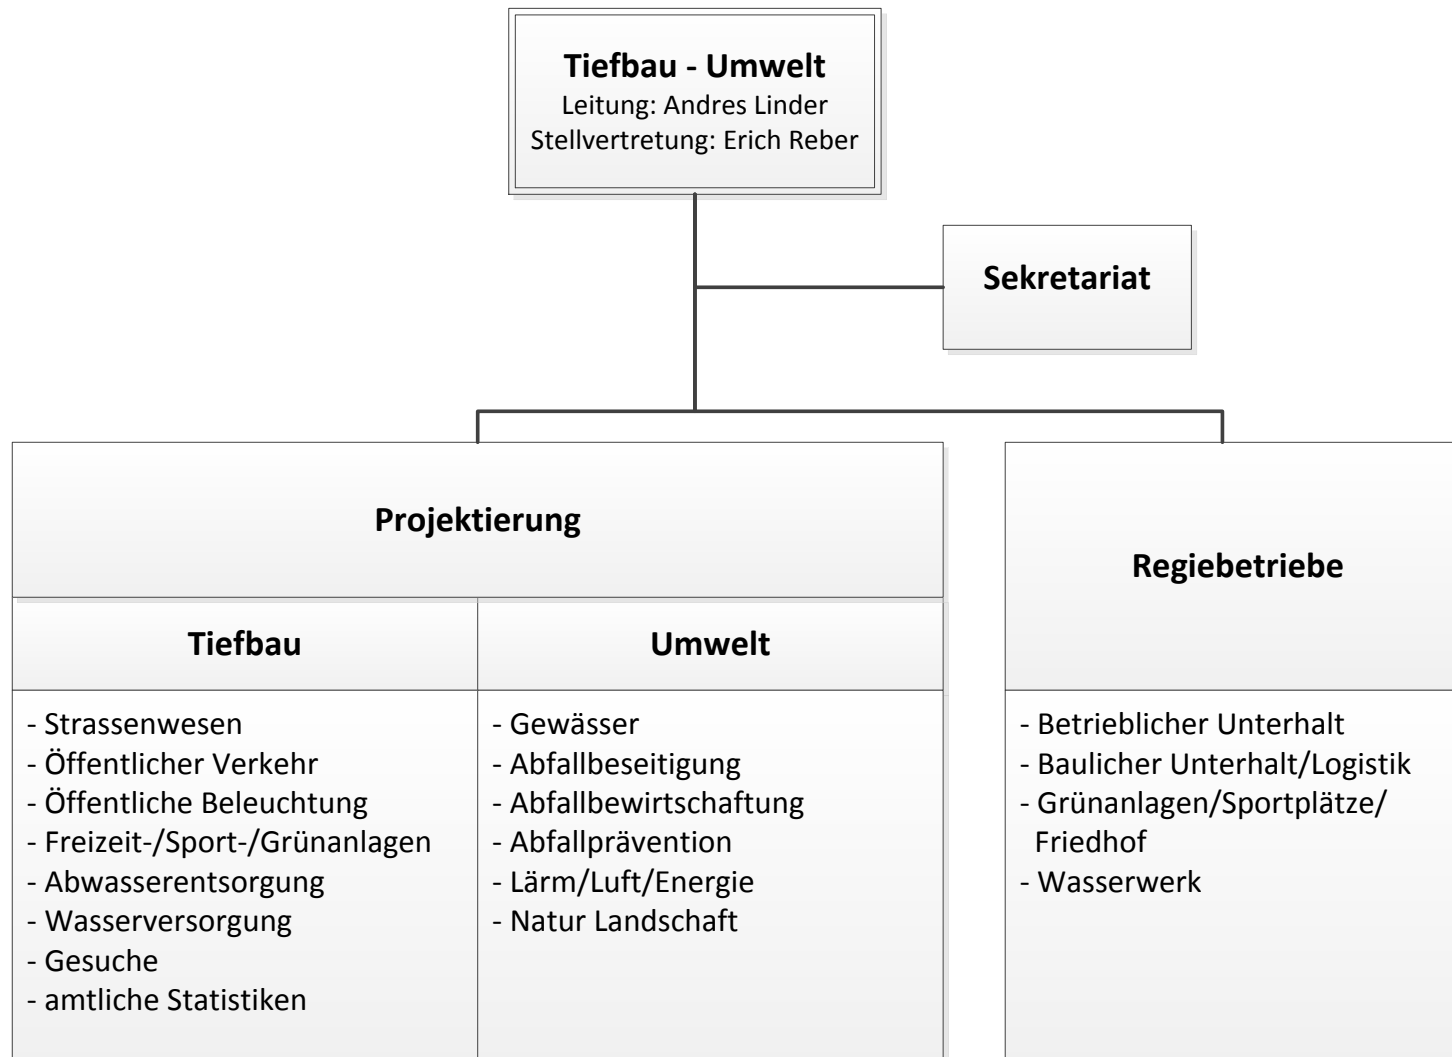 Tiefbau - Umwelt
Leitung: Andres Linder
Stellvertretung: Erich Reber
Sekretariat
Projektierung
Tiefbau
- Strassenwesen
- Öffentlicher Verkehr
- Öffentliche Beleuchtung
- Freizeit-/Sport-/Grünanlagen
- Abwasserentsorgung
- Wasserversorgung
- Gesuche
- amtliche Statistiken
Umwelt
- Gewässer
- Abfallbeseitigung
- Abfallbewirtschaftung
- Abfallprävention
- Lärm/Luft/Energie
- Natur Landschaft
Regiebetriebe
- Betrieblicher Unterhalt
- Baulicher Unterhalt/Logistik
- Grünanlagen/Sportplätze/
Friedhof
- Wasserwerk